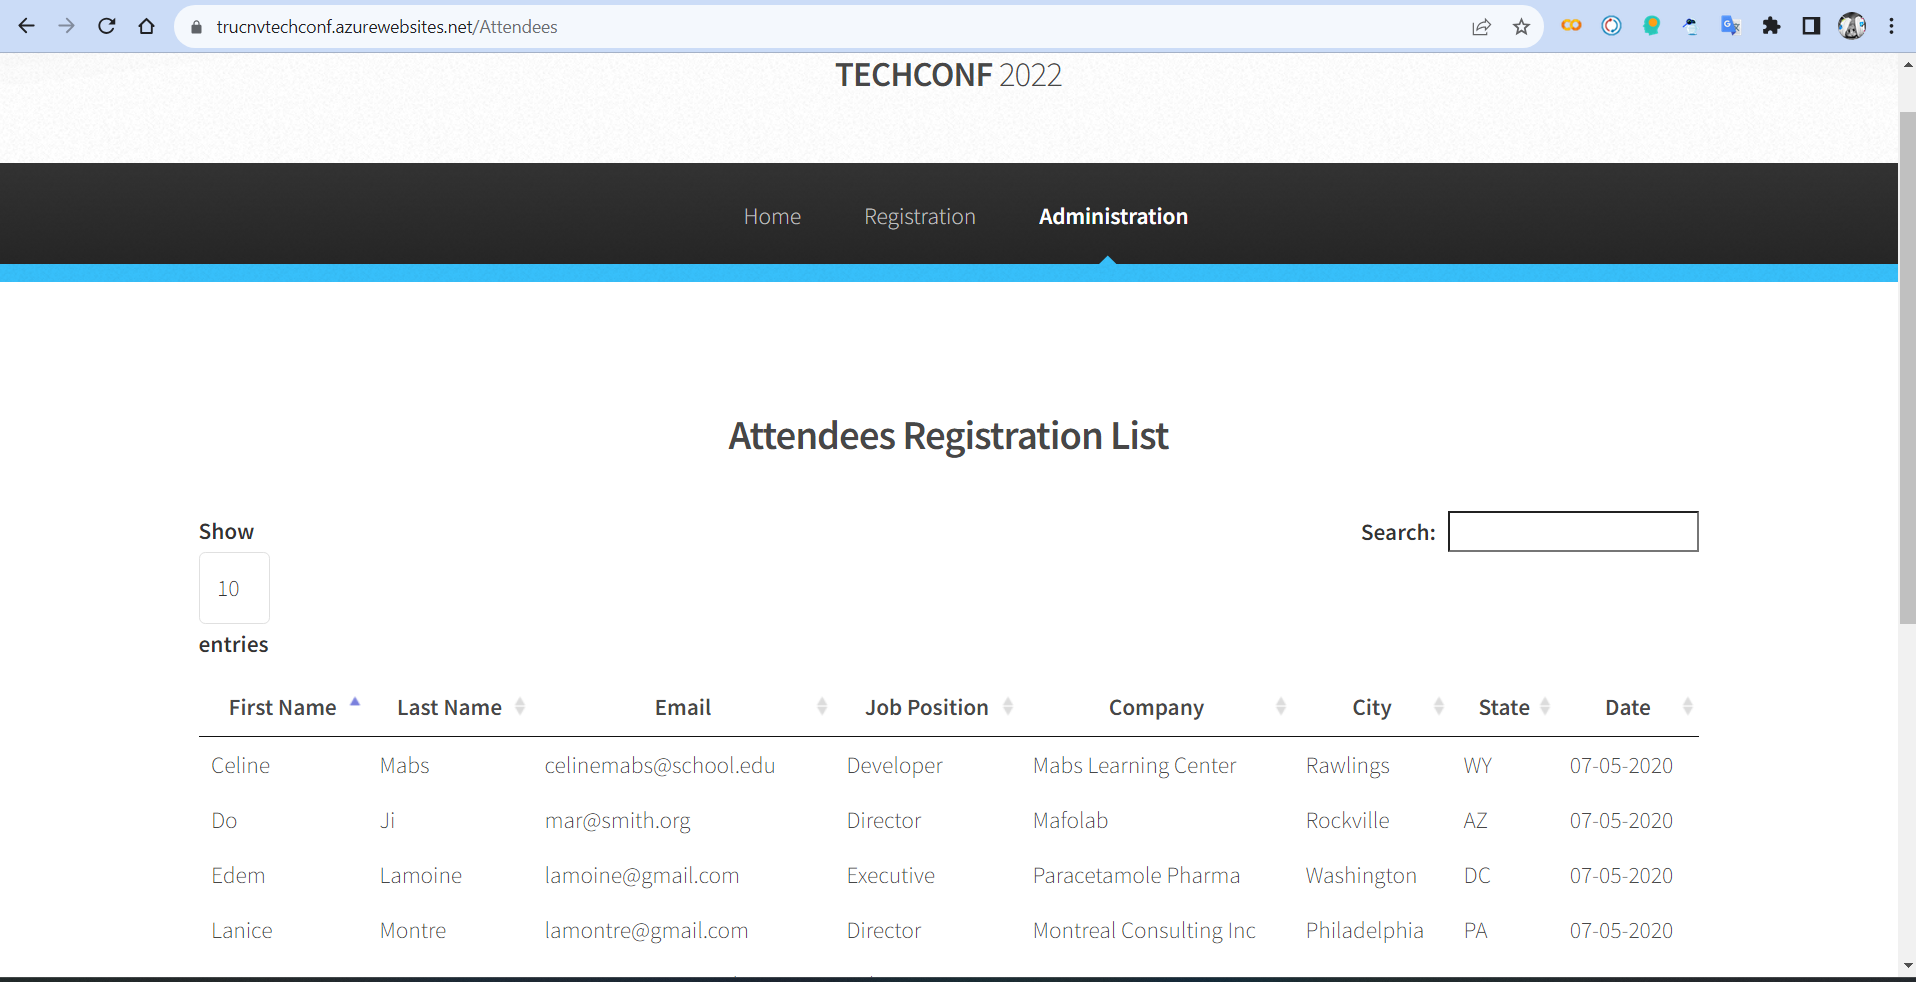 trucnvtechconf.azurewebsites.net/Attendees
TECHCONF 2022
Home Registration Administration
Attendees Registration List
Show
Search:
10
entries
First Name Last Name Email Job Position Company City State Date
Celine Mabs celinemabs@school.edu Developer Mabs Learning Center Rawlings WY 07-05-2020
Do Ji mar@smith.org Director Mafolab Rockville AZ 07-05-2020
Edem Lamoine lamoine@gmail.com Executive Paracetamole Pharma Washington DC 07-05-2020
Lanice Montre lamontre@gmail.com Director Montreal Consulting Inc Philadelphia PA 07-05-2020